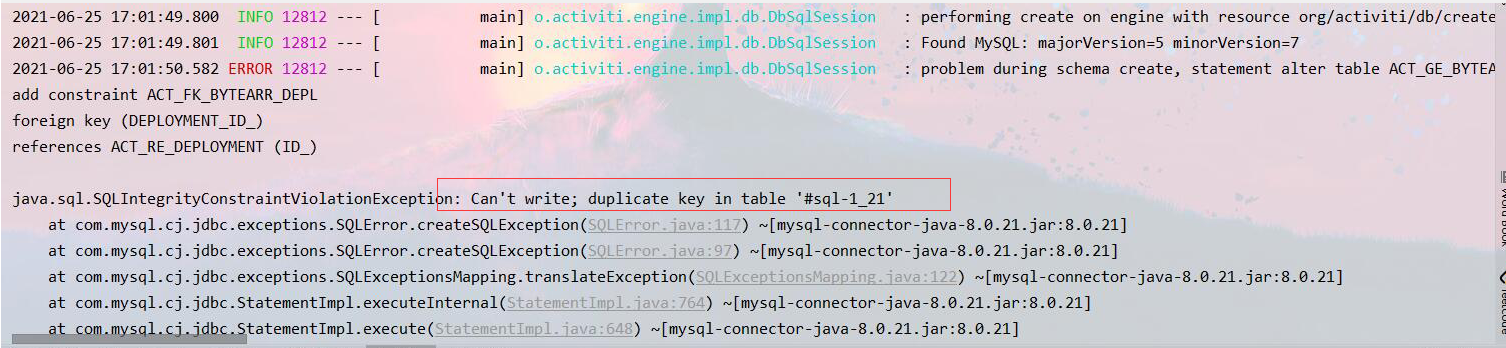 2021-06-25 17:01:49.800  INFO 12812 --- [           main] o.activiti.engine.impl.db.DbSqlSession   : performing create on engine with resource org/activiti/db/create
2021-06-25 17:01:49.801  INFO 12812 --- [           main] o.activiti.engine.impl.db.DbSqlSession   : Found MySQL: majorVersion=5 minorVersion=7
2021-06-25 17:01:50.582 ERROR 12812 --- [           main] o.activiti.engine.impl.db.DbSqlSession   : problem during schema create, statement alter table ACT_GE_BYTEA
add constraint ACT_FK_BYTEARR_DEPL
foreign key (DEPLOYMENT_ID_)
references ACT_RE_DEPLOYMENT (ID_)
java.sql.SQLIntegrityConstraintViolationException: Can't write; duplicate key in table '#sql-1_21'
    at com.mysql.cj.jdbc.exceptions.SQLError.createSQLException(SQLError.java:117) ~[mysql-connector-java-8.0.21.jar:8.0.21]
    at com.mysql.cj.jdbc.exceptions.SQLError.createSQLException(SQLError.java:97) ~[mysql-connector-java-8.0.21.jar:8.0.21]
    at com.mysql.cj.jdbc.exceptions.SQLExceptionsMapping.translateException(SQLExceptionsMapping.java:122) ~[mysql-connector-java-8.0.21.jar:8.0.21]
    at com.mysql.cj.jdbc.StatementImpl.executeInternal(StatementImpl.java:764) ~[mysql-connector-java-8.0.21.jar:8.0.21]
    at com.mysql.cj.jdbc.StatementImpl.execute(StatementImpl.java:648) ~[mysql-connector-java-8.0.21.jar:8.0.21]